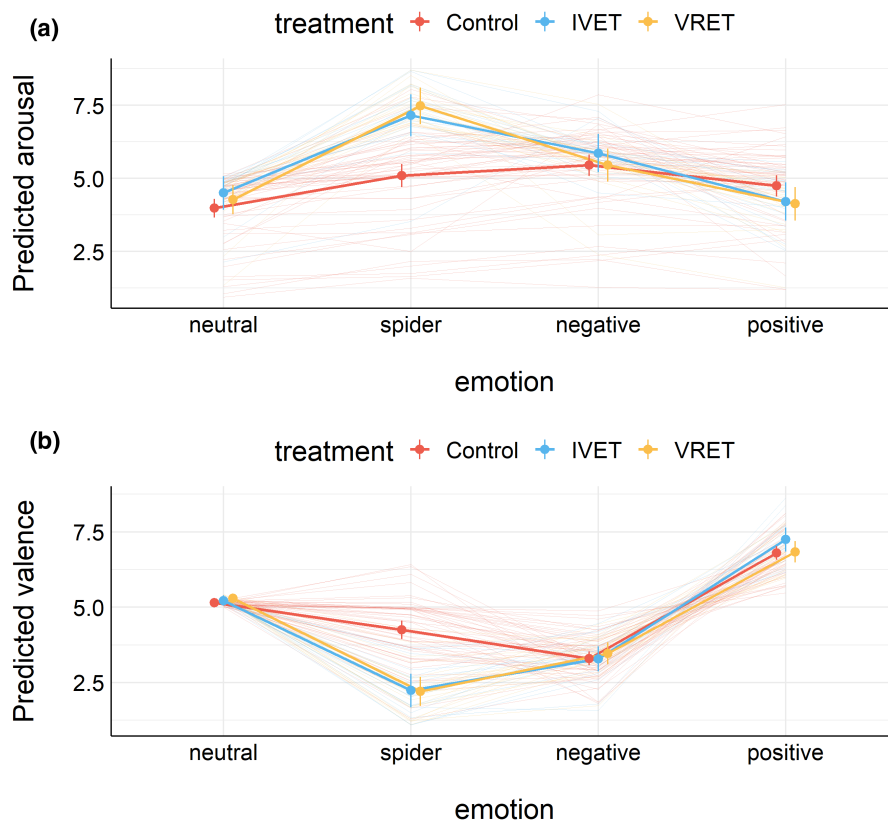 (a)
treatment Control IVET VRET
Predicted arousal
7.5
5.0
2.5
neutral spider negative positive
emotion
(b)
treatment Control IVET VRET
Predicted valence
7.5
5.0
2.5
neutral spider negative positive
emotion